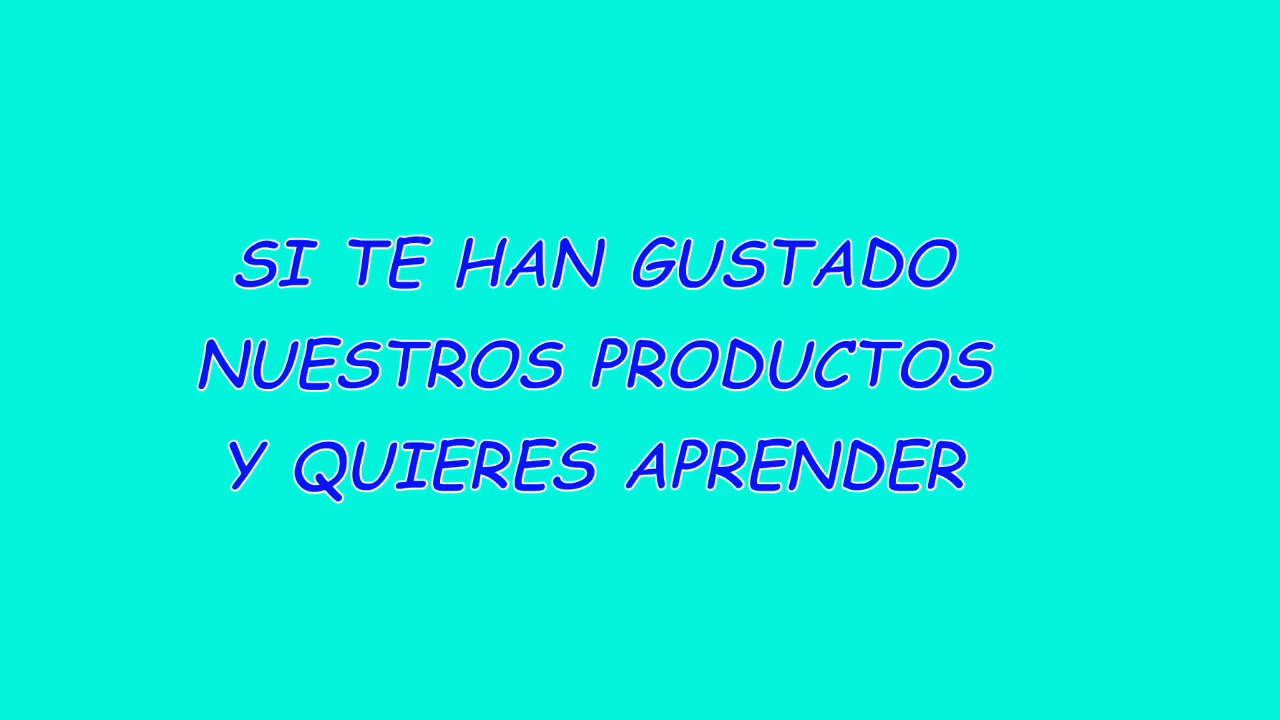 SI TE HAN GUSTADO
NUESTROS PRODUCTOS
Y QUIERES APRENDER